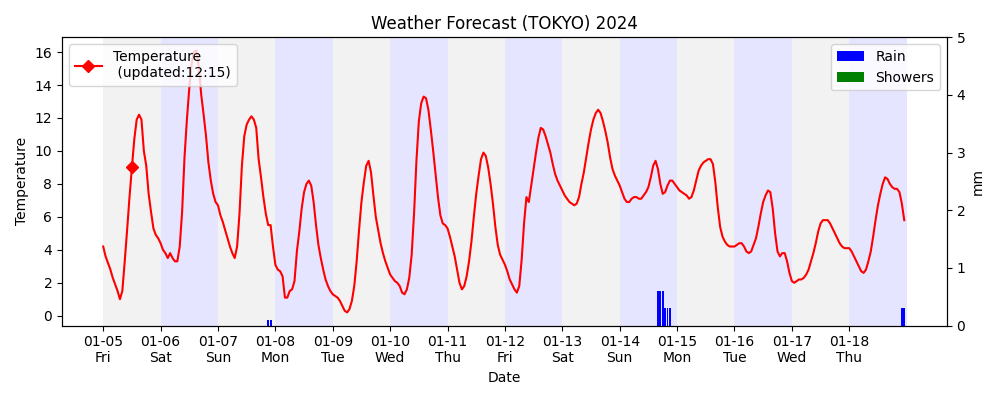 Weather Forecast (TOKYO) 2024
Temperature
(updated:12:15)
Rain
Showers
16
14
12
10
8
6
4
2
0
Temperature
5
4
3
2
1
0
mm
01-05 01-06 01-07 01-08 01-09 01-10 01-11 01-12 01-13 01-14 01-15 01-16 01-17 01-18
Fri Sat Sun Mon Tue Wed Thu Fri Sat Sun Mon Tue Wed Thu
Date